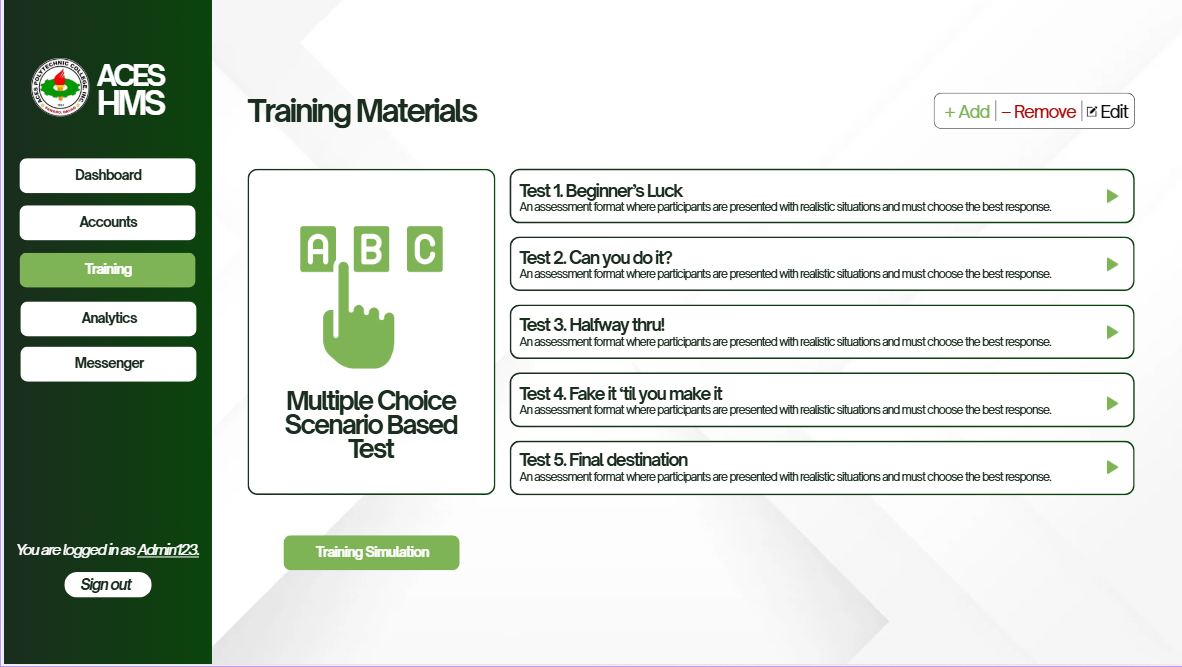 ACES POLYTECHNIC COLLEGE, INC.
ACES
HMS
Dashboard
Accounts
Training
Analytics
Messenger
You are logged in as Admin123.
Sign out
Training Materials
+ Add
– Remove
Edit
A B C
Multiple Choice
Scenario Based
Test
Training Simulation
Test 1. Beginner’s Luck
An assessment format where participants are presented with realistic situations and must choose the best response.
Test 2. Can you do it?
An assessment format where participants are presented with realistic situations and must choose the best response.
Test 3. Halfway thru!
An assessment format where participants are presented with realistic situations and must choose the best response.
Test 4. Fake it ‘til you make it
An assessment format where participants are presented with realistic situations and must choose the best response.
Test 5. Final destination
An assessment format where participants are presented with realistic situations and must choose the best response.